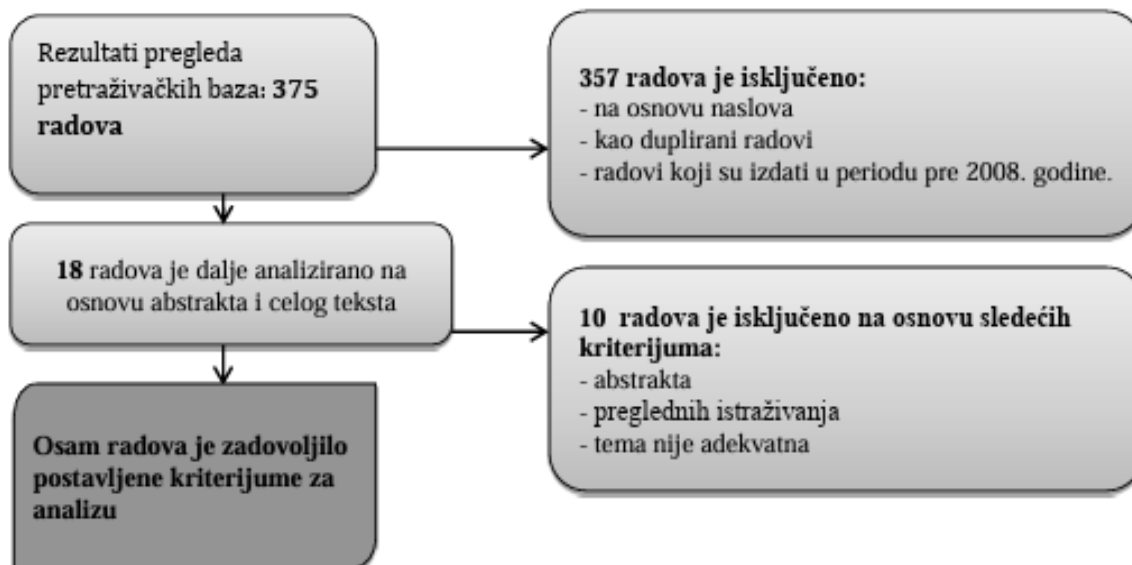 Rezultati pregleda
pretraživačkih baza: 375
radova
357 radova je isključeno:
- na osnovu naslova
- kao duplirani radovi
- radovi koji su izdati u periodu pre 2008. godine.
18 radova je dalje analizirano na
osnovu abstrakta i celog teksta
10 radova je isključeno na osnovu sledećih
kriterijuma:
- abstrakta
- preglednih istraživanja
- tema nije adekvatna
Osam radova je zadovoljilo
postavljene kriterijume za
analizu